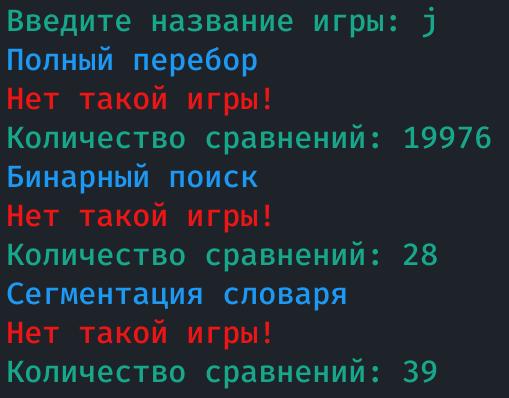 Введите название игры: j
Полный перебор
Нет такой игры!
Количество сравнений: 19976
Бинарный поиск
Нет такой игры!
Количество сравнений: 28
Сегментация словаря
Нет такой игры!
Количество сравнений: 39